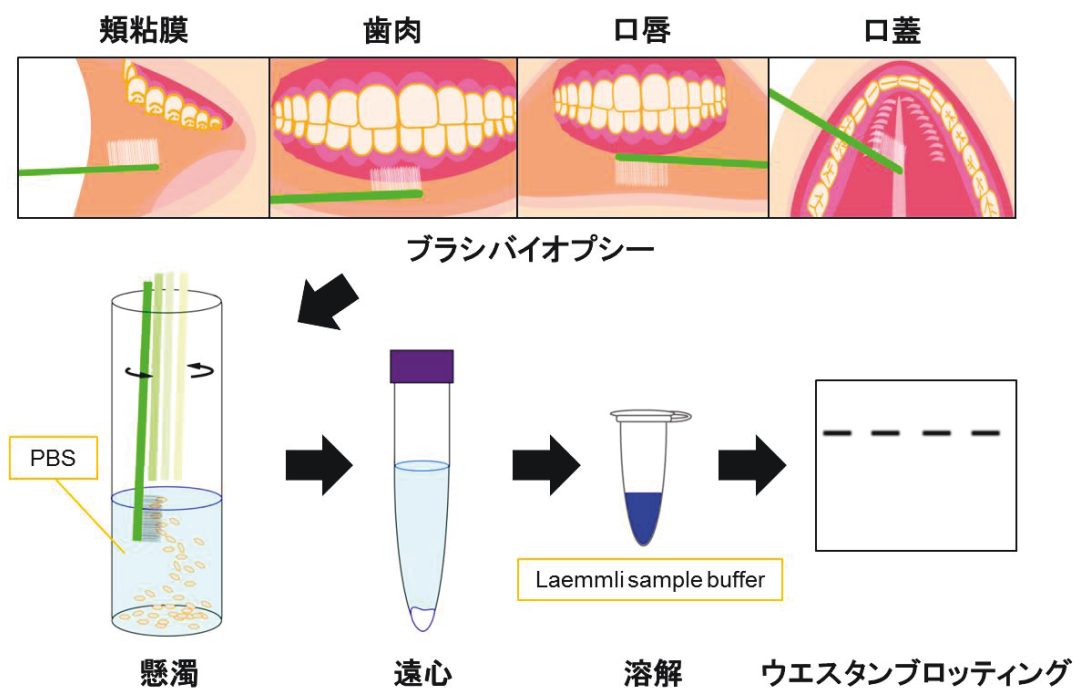 頬粘膜
歯肉
口唇
口蓋
ブラシバイオプシー
PBS
Laemmli sample buffer
懸濁
遠心
溶解
ウエスタンブロッティング